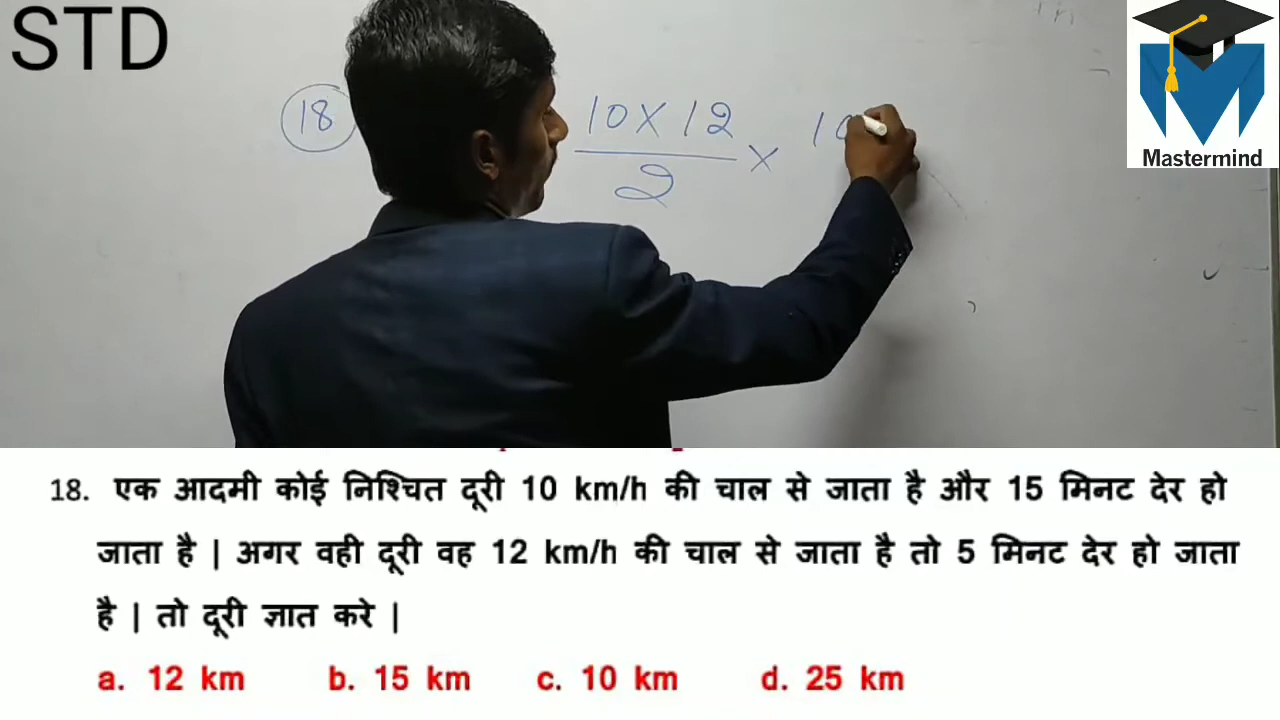 STD
Mastermind
18
10 X 12 X 10
2
18. एक आदमी कोई निश्चित दूरी 10 km/h की चाल से जाता है और 15 मिनट देर हो
जाता है | अगर वही दूरी वह 12 km/h की चाल से जाता है तो 5 मिनट देर हो जाता
है | तो दूरी ज्ञात करे |
a. 12 km b. 15 km c. 10 km d. 25 km